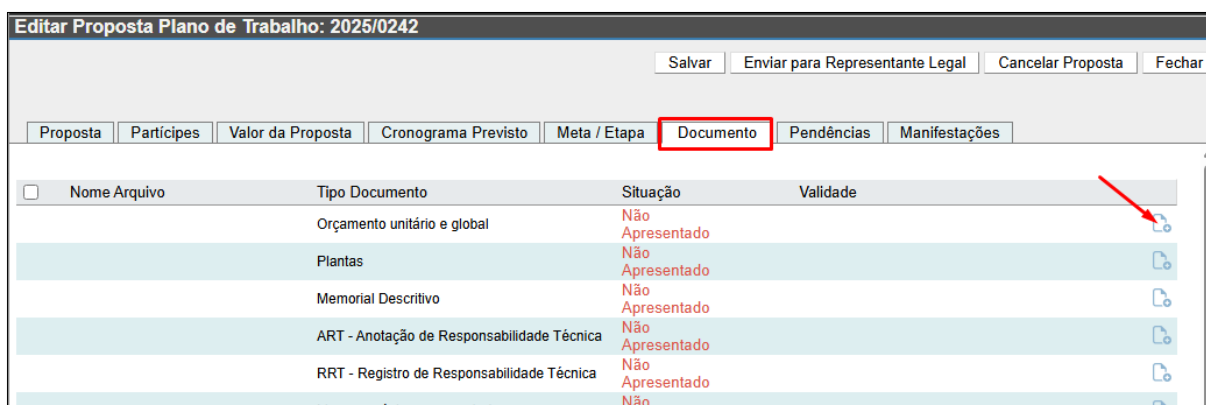 Editar Proposta Plano de Trabalho: 2025/0242
Salvar Enviar para Representante Legal Cancelar Proposta Fechar
Proposta Partícipes Valor da Proposta Cronograma Previsto Meta / Etapa Documento Pendências Manifestações
Nome Arquivo Tipo Documento Situação Validade
Orçamento unitário e global Não
Apresentado
Plantas Não
Apresentado
Memorial Descritivo Não
Apresentado
ART - Anotação de Responsabilidade Técnica Não
Apresentado
RRT - Registro de Responsabilidade Técnica Não
Apresentado
Não